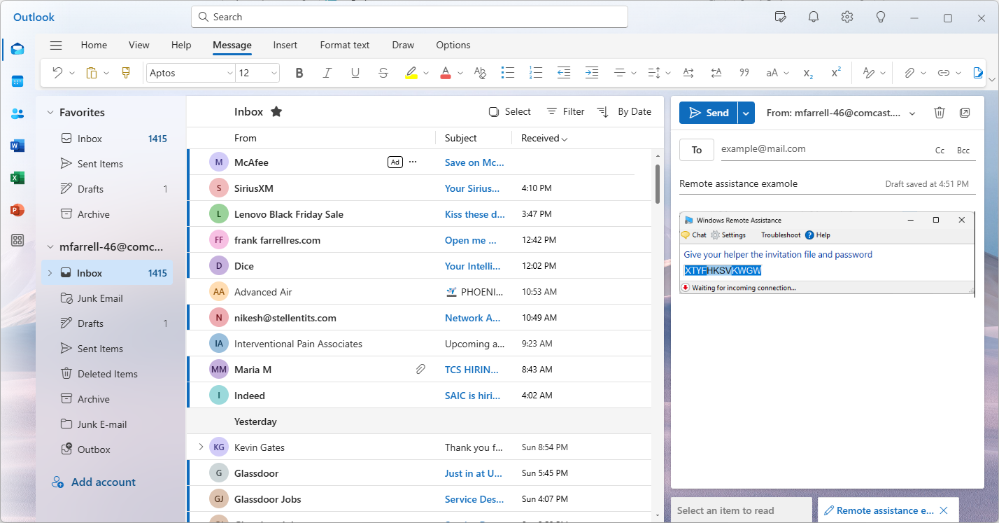 Outlook
Search
Home View Help Message Insert Format text Draw Options
Aptos 12 B I U S A A aA x₂ x²
Favorites
Inbox 1415
Sent Items
Drafts 1
Archive
mfarrell-46@comc...
Inbox 1415
Junk Email
Drafts 1
Sent Items
Deleted Items
Archive
Junk E-mail
Outbox
Add account
Inbox Select Filter By Date
From Subject Received
M McAfee Ad ... Save on Mc...
S SiriusXM Your Sirius... 4:10 PM
L Lenovo Black Friday Sale Kiss these d... 3:47 PM
FF frank farrellres.com Open me ... 12:42 PM
D Dice Your Intelli... 12:02 PM
AA Advanced Air PHOENI... 10:53 AM
N nikesh@stellentits.com Network A... 10:49 AM
IA Interventional Pain Associates Upcoming a... 9:23 AM
MM Maria M TCS HIRIN... 8:43 AM
I Indeed SAIC is hiri... 4:02 AM
Yesterday
KG Kevin Gates Thank you f... Sun 8:54 PM
G Glassdoor Just in at U... Sun 5:45 PM
GJ Glassdoor Jobs Service Des... Sun 4:07 PM
Send From: mfarrell-46@comcast....
To example@mail.com Cc Bcc
Remote assistance examole Draft saved at 4:51 PM
Windows Remote Assistance
Chat Settings Troubleshoot ? Help
Give your helper the invitation file and password
XTYFHKSVKWGW
Waiting for incoming connection...
Select an item to read Remote assistance e...